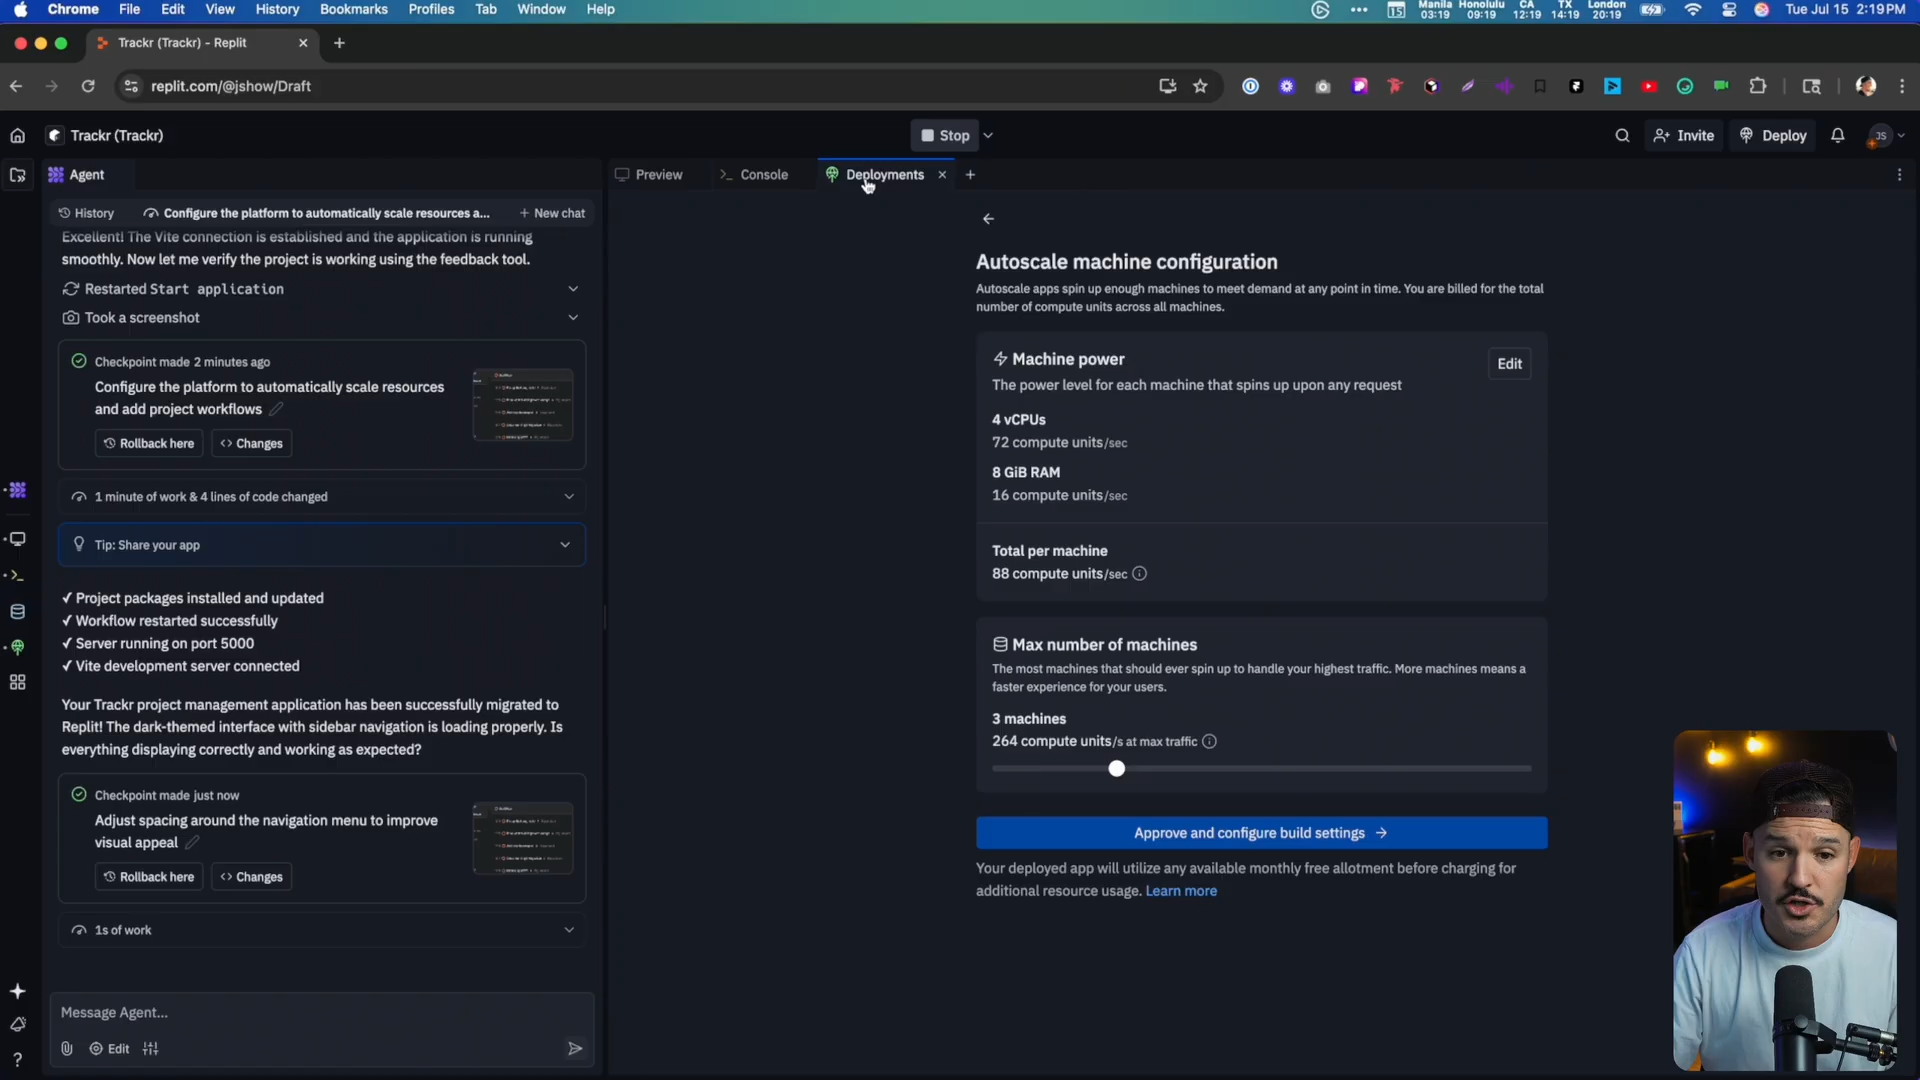 Chrome File Edit View History Bookmarks Profiles Tab Window Help
15 Manila 03:19 Honolulu 09:19 CA 12:19 TX 14:19 London 20:19 Tue Jul 15 2:19 PM
Trackr (Trackr) - Replit
replit.com/@jshow/Draft
Trackr (Trackr) Stop Invite Deploy JS
Agent
Preview Console Deployments
History Configure the platform to automatically scale resources a... + New chat
Excellent! The Vite connection is established and the application is running
smoothly. Now let me verify the project is working using the feedback tool.
Restarted Start application
Took a screenshot
Checkpoint made 2 minutes ago
Configure the platform to automatically scale resources
and add project workflows
Rollback here <> Changes
1 minute of work & 4 lines of code changed
Tip: Share your app
✓ Project packages installed and updated
✓ Workflow restarted successfully
✓ Server running on port 5000
✓ Vite development server connected
Your Trackr project management application has been successfully migrated to
Replit! The dark-themed interface with sidebar navigation is loading properly. Is
everything displaying correctly and working as expected?
Checkpoint made just now
Adjust spacing around the navigation menu to improve
visual appeal
Rollback here <> Changes
1s of work
Message Agent...
Edit
Autoscale machine configuration
Autoscale apps spin up enough machines to meet demand at any point in time. You are billed for the total
number of compute units across all machines.
Machine power
Edit
The power level for each machine that spins up upon any request
4 vCPUs
72 compute units/sec
8 GiB RAM
16 compute units/sec
Total per machine
88 compute units/sec
Max number of machines
The most machines that should ever spin up to handle your highest traffic. More machines means a
faster experience for your users.
3 machines
264 compute units/s at max traffic
Approve and configure build settings →
Your deployed app will utilize any available monthly free allotment before charging for
additional resource usage. Learn more